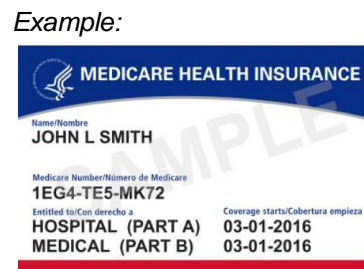 Example:
MEDICARE HEALTH INSURANCE
SAMPLE
Name/Nombre
JOHN L SMITH
Medicare Number/Número de Medicare
1EG4-TE5-MK72
Entitled to/Con derecho a Coverage starts/Cobertura empieza
HOSPITAL (PART A) 03-01-2016
MEDICAL (PART B) 03-01-2016